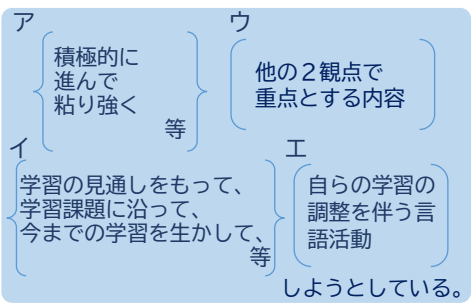 ア
積極的に
進んで
粘り強く
等
ウ
他の２観点で
重点とする内容
イ
学習の見通しをもって、
学習課題に沿って、
今までの学習を生かして、
等
エ
自らの学習の
調整を伴う言
語活動
しようとしている。